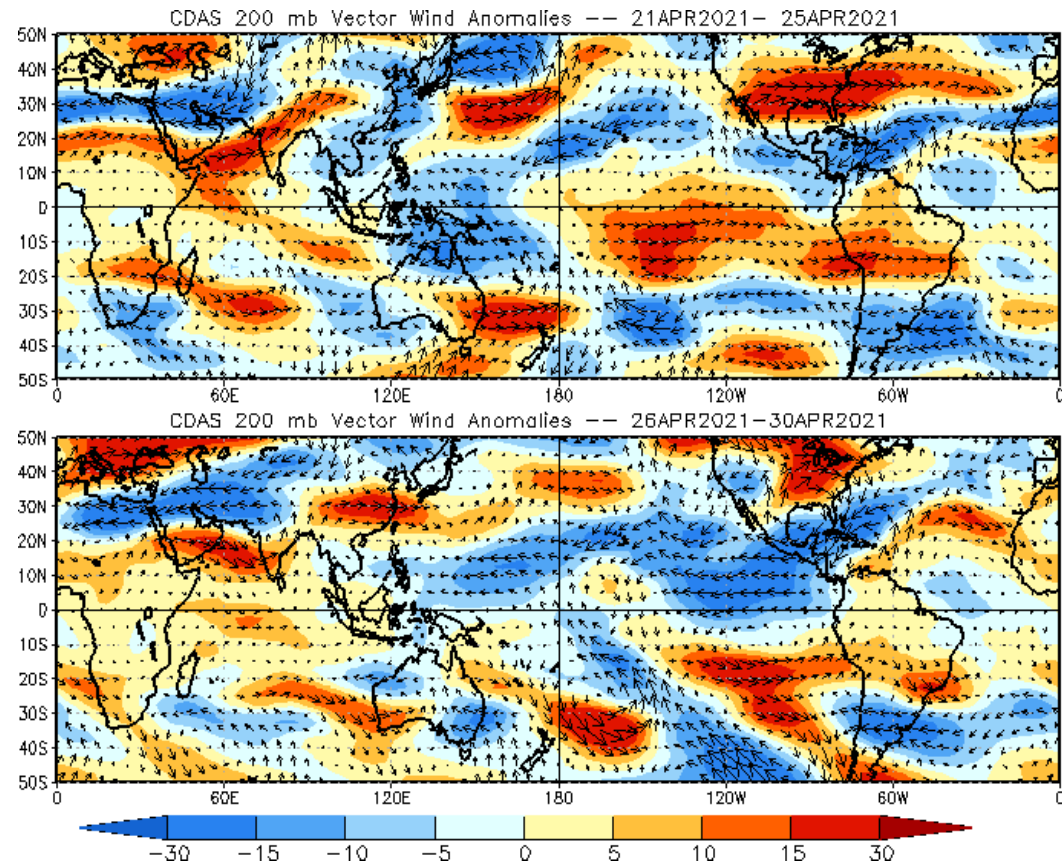 CDAS 200 mb Vector Wind Anomalies -- 21APR2021- 25APR2021
50N
40N
30N
20N
10N
0
10S
20S
30S
40S
50S
0 60E 120E 180 120W 60W 0
CDAS 200 mb Vector Wind Anomalies -- 26APR2021-30APR2021
50N
40N
30N
20N
10N
0
10S
20S
30S
40S
50S
0 60E 120E 180 120W 60W 0
-30 -15 -10 -5 0 5 10 15 30